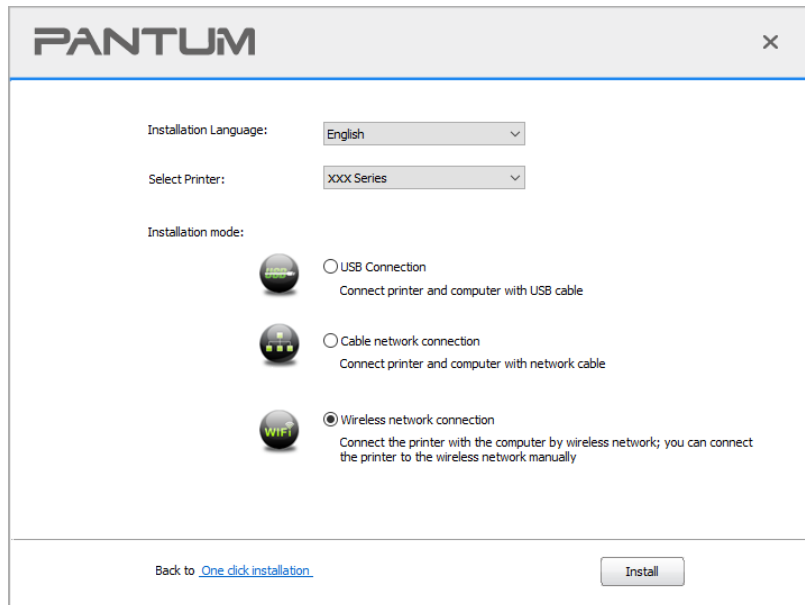 PANTUM
Installation Language:
English
Select Printer:
XXX Series
Installation mode:
USB
USB Connection
Connect printer and computer with USB cable
Cable network connection
Connect printer and computer with network cable
WIFI
Wireless network connection
Connect the printer with the computer by wireless network; you can connect
the printer to the wireless network manually
Back to One click installation
Install